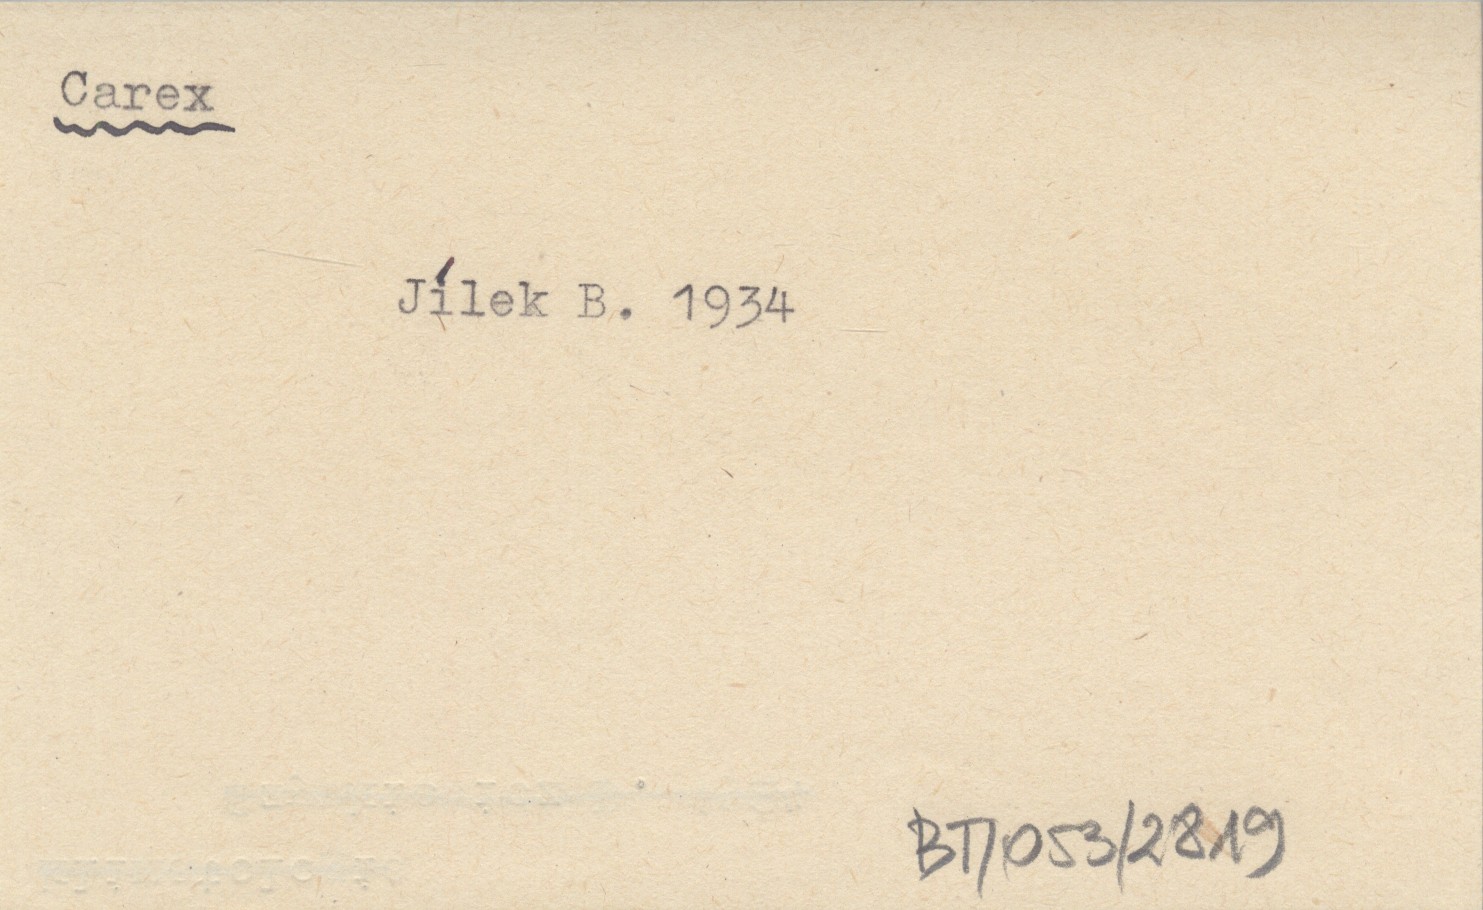 Carex
Jílek B. 1934
BT/053/2819